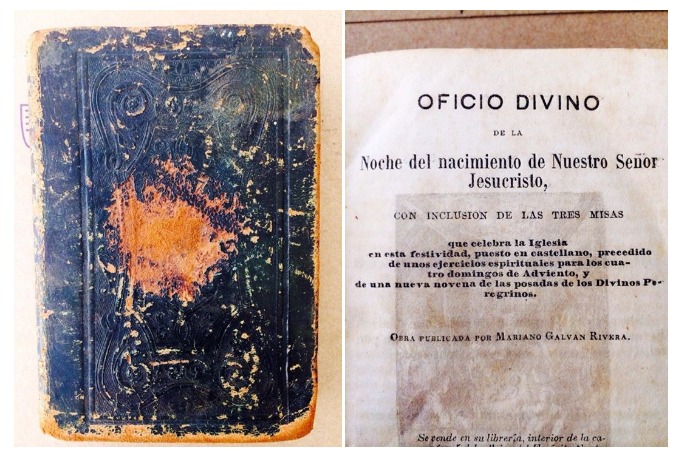 OFICIO DIVINO
DE LA
Noche del nacimiento de Nuestro Señor
Jesucristo,
CON INCLUSION DE LAS TRES MISAS
que celebra la Iglesia
en esta festividad, puesto en castellano, precedido
de unos ejercicios espirituales para los cua-
tro domingos de Adviento, y
de una nueva novena de las posadas de los Divinos Pe-
regrinos.
OBRA PUBLICADA POR MARIANO GALVAN RIVERA.
Se vende en su librería, interior de la ca-